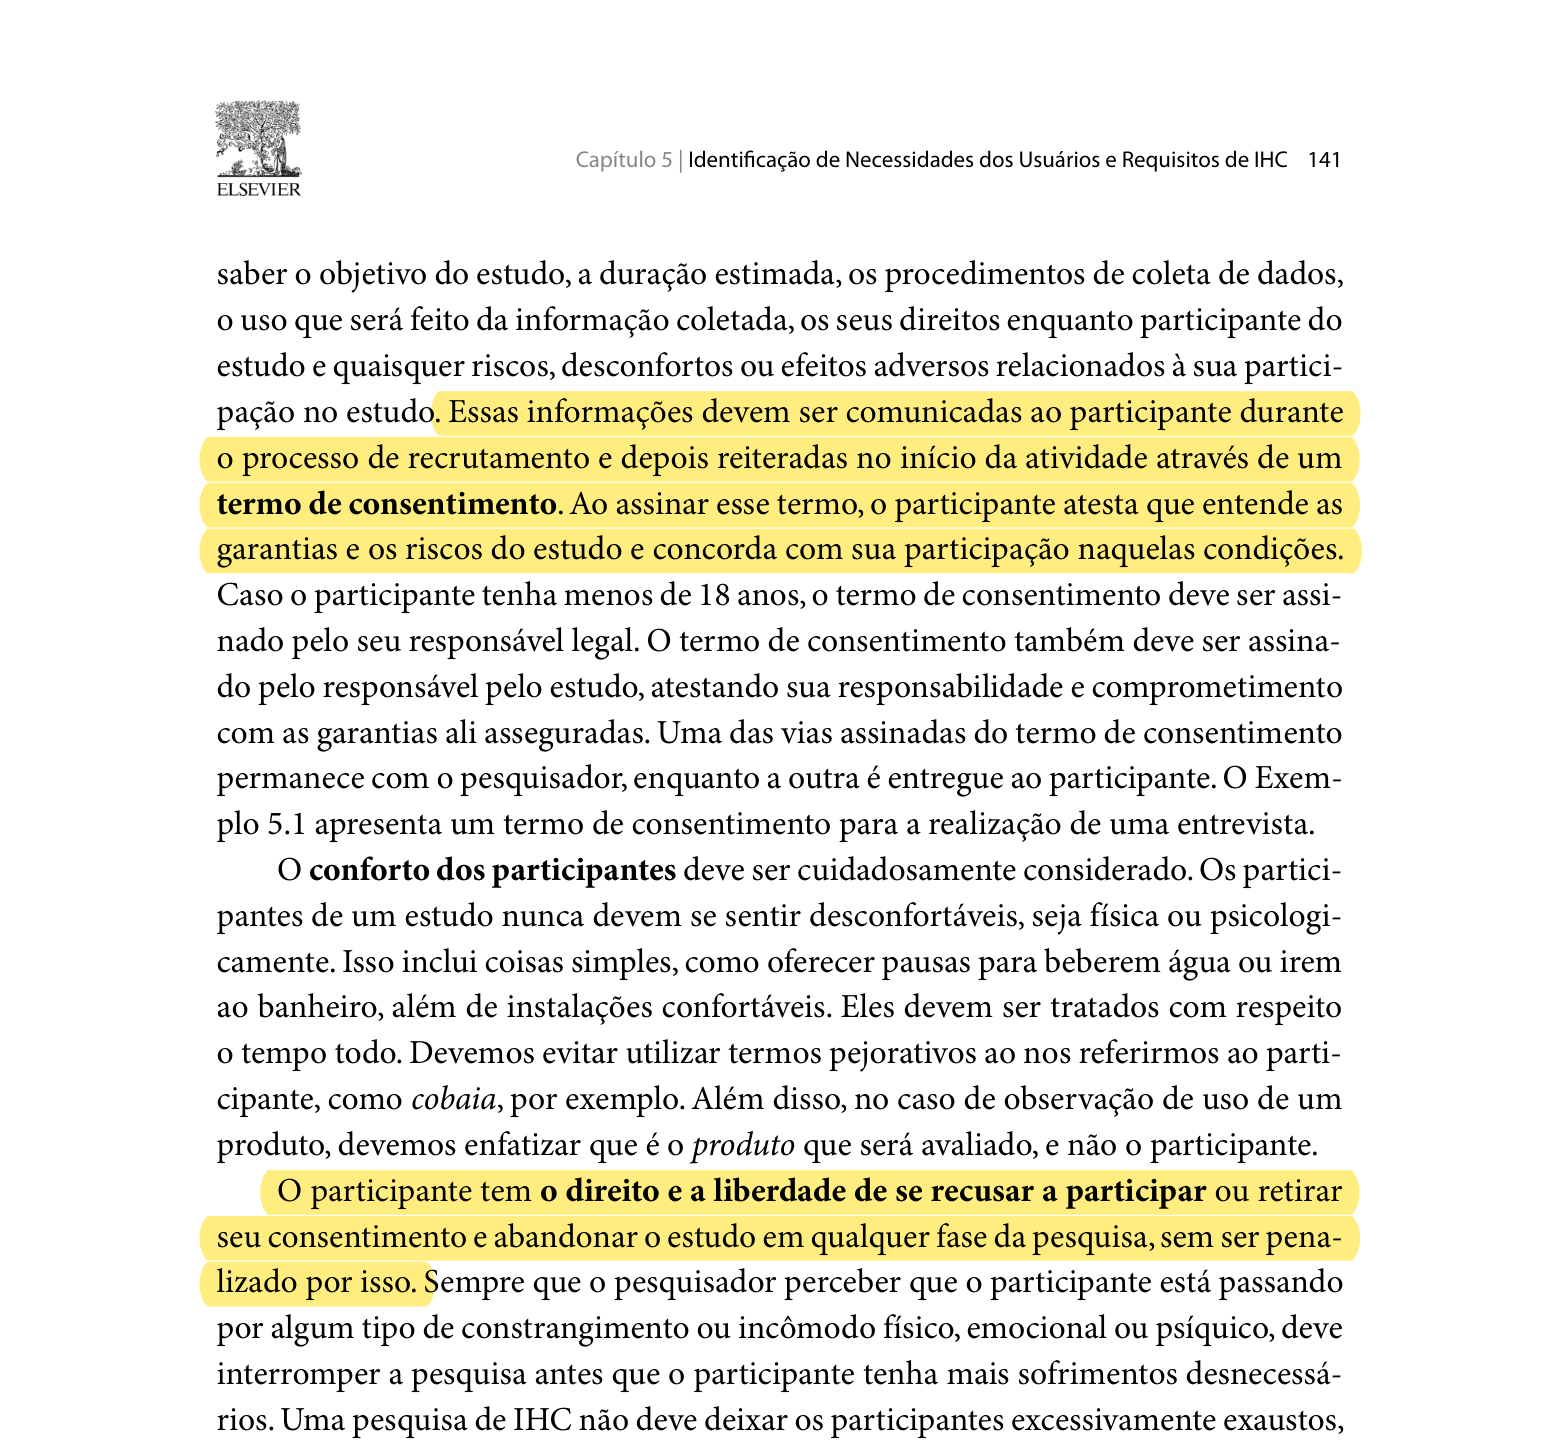 ELSEVIER
Capítulo 5 | Identificação de Necessidades dos Usuários e Requisitos de IHC 141
saber o objetivo do estudo, a duração estimada, os procedimentos de coleta de dados,
o uso que será feito da informação coletada, os seus direitos enquanto participante do
estudo e quaisquer riscos, desconfortos ou efeitos adversos relacionados à sua partici-
pação no estudo. Essas informações devem ser comunicadas ao participante durante
o processo de recrutamento e depois reiteradas no início da atividade através de um
termo de consentimento. Ao assinar esse termo, o participante atesta que entende as
garantias e os riscos do estudo e concorda com sua participação naquelas condições.
Caso o participante tenha menos de 18 anos, o termo de consentimento deve ser assi-
nado pelo seu responsável legal. O termo de consentimento também deve ser assina-
do pelo responsável pelo estudo, atestando sua responsabilidade e comprometimento
com as garantias ali asseguradas. Uma das vias assinadas do termo de consentimento
permanece com o pesquisador, enquanto a outra é entregue ao participante. O Exem-
plo 5.1 apresenta um termo de consentimento para a realização de uma entrevista.
O conforto dos participantes deve ser cuidadosamente considerado. Os partici-
pantes de um estudo nunca devem se sentir desconfortáveis, seja física ou psicologi-
camente. Isso inclui coisas simples, como oferecer pausas para beberem água ou irem
ao banheiro, além de instalações confortáveis. Eles devem ser tratados com respeito
o tempo todo. Devemos evitar utilizar termos pejorativos ao nos referirmos ao parti-
cipante, como cobaia, por exemplo. Além disso, no caso de observação de uso de um
produto, devemos enfatizar que é o produto que será avaliado, e não o participante.
O participante tem o direito e a liberdade de se recusar a participar ou retirar
seu consentimento e abandonar o estudo em qualquer fase da pesquisa, sem ser pena-
lizado por isso. Sempre que o pesquisador perceber que o participante está passando
por algum tipo de constrangimento ou incômodo físico, emocional ou psíquico, deve
interromper a pesquisa antes que o participante tenha mais sofrimentos desnecessá-
rios. Uma pesquisa de IHC não deve deixar os participantes excessivamente exaustos,